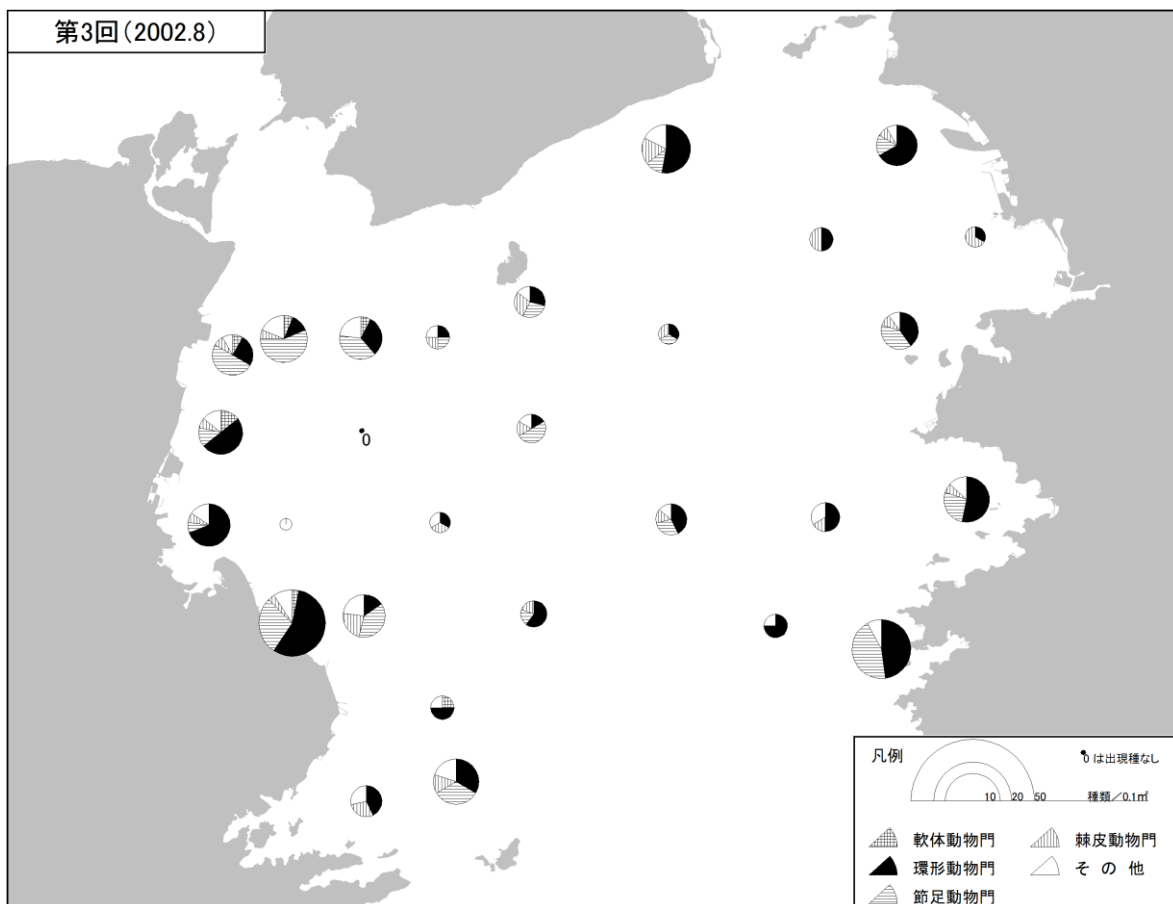 第3回(2002.8)
0
凡例
0 は出現種なし
10 20 50 種類/0.1㎡
軟体動物門 棘皮動物門
環形動物門 その他
節足動物門